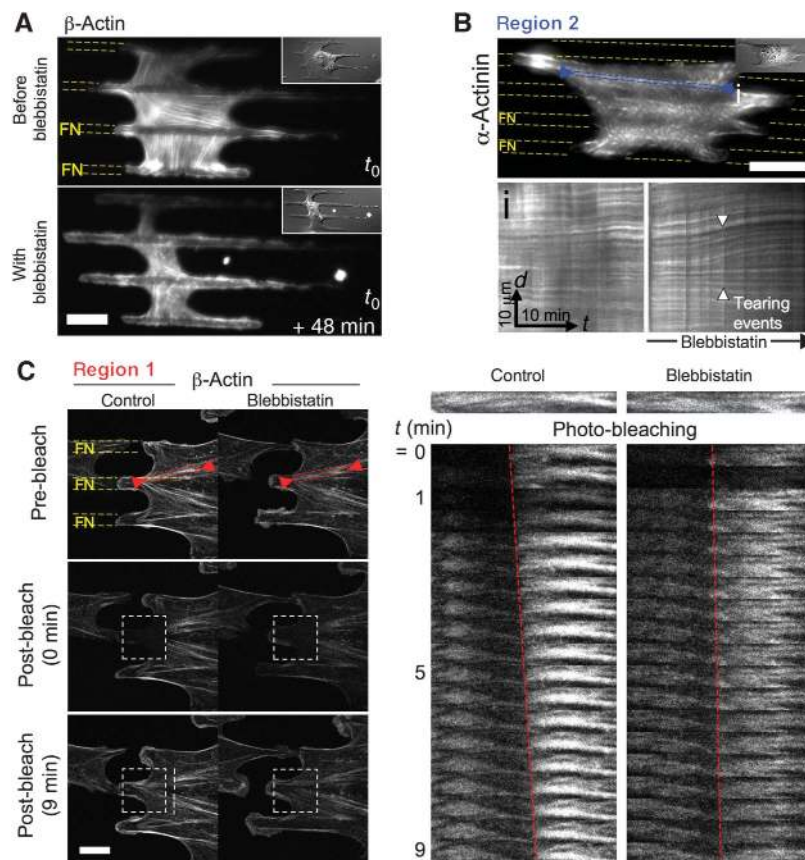 A
β-Actin
Before
blebbistatin
FN
FN
t0
With
blebbistatin
t0
+ 48 min
B
Region 2
α-Actinin
i
FN
FN
i
d
10 μm
10 min
t
Tearing
events
Blebbistatin
C
Region 1
β-Actin
Control
Blebbistatin
Pre-bleach
FN
FN
FN
Post-bleach
(0 min)
Post-bleach
(9 min)
Control
Blebbistatin
t (min)
Photo-bleaching
= 0
1
5
9